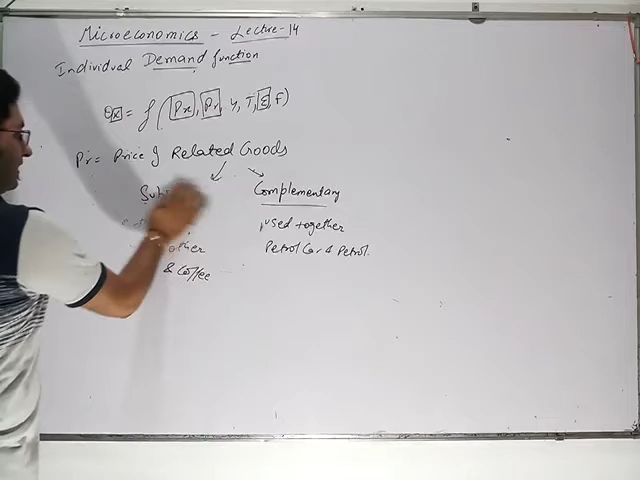 Microeconomics - Lecture-14
Individual Demand function
Qx = f(Px, Pr, Y, T, E, F)
Pr = Price of Related Goods
Complementary
used together
other
Petrol Car & Petrol.
& Coffee